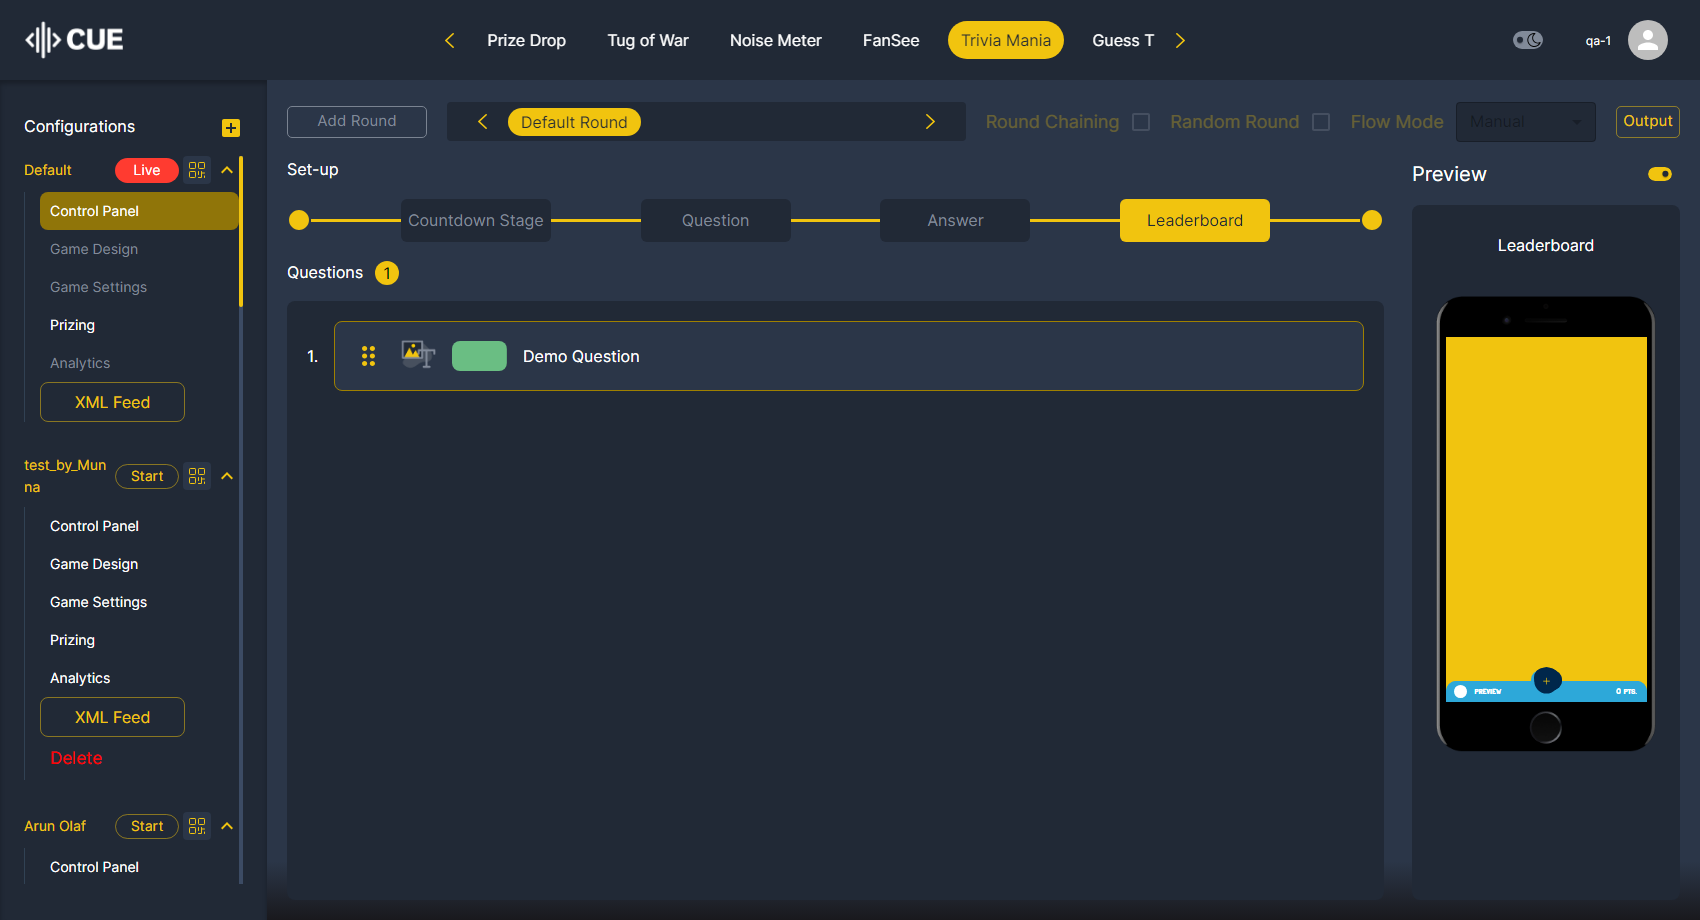 CUE
Prize Drop
Tug of War
Noise Meter
FanSee
Trivia Mania
Guess T
qa-1
Configurations
Default
Live
Control Panel
Game Design
Game Settings
Prizing
Analytics
XML Feed
test_by_Mun
na
Start
Control Panel
Game Design
Game Settings
Prizing
Analytics
XML Feed
Delete
Arun Olaf
Start
Control Panel
Add Round
Default Round
Round Chaining
Random Round
Flow Mode
Manual
Output
Set-up
Countdown Stage
Question
Answer
Leaderboard
Questions
1
1.
Demo Question
Preview
Leaderboard
PREVIEW
0 PTS.